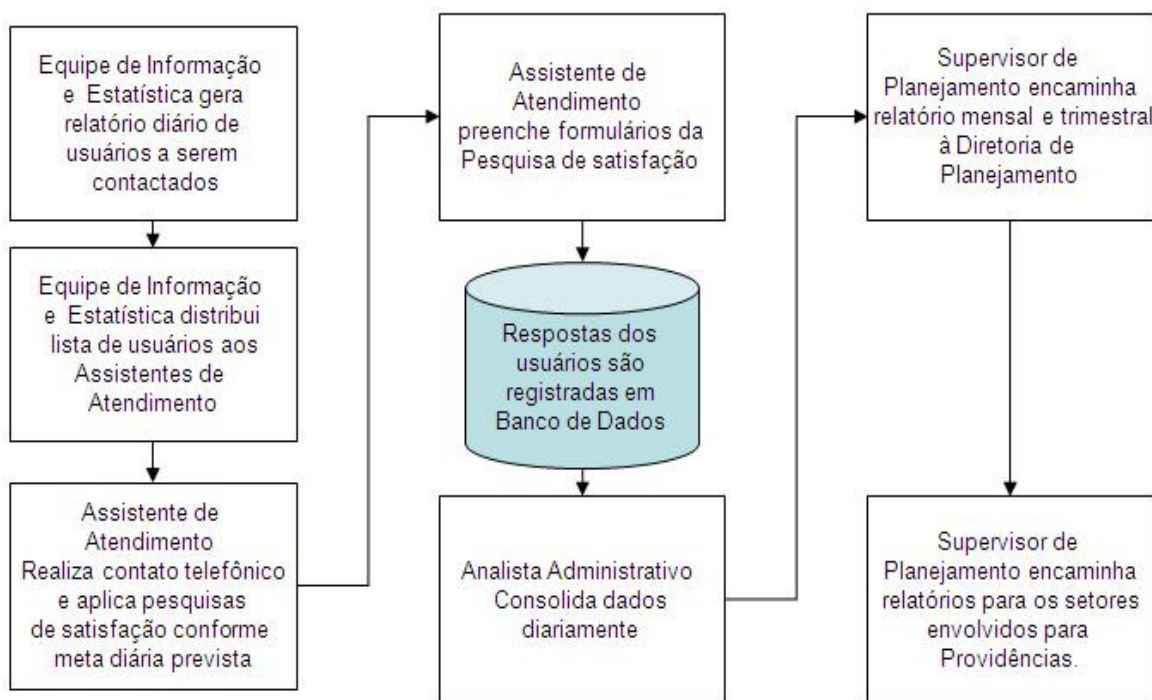 Equipe de Informação
e Estatística gera
relatório diário de
usuários a serem
contactados
Equipe de Informação
e Estatística distribui
lista de usuários aos
Assistentes de
Atendimento
Assistente de
Atendimento
Realiza contato telefônico
e aplica pesquisas
de satisfação conforme
meta diária prevista
Assistente de
Atendimento
preenche formulários da
Pesquisa de satisfação
Respostas dos
usuários são
registradas em
Banco de Dados
Analista Administrativo
Consolida dados
diariamente
Supervisor de
Planejamento encaminha
relatório mensal e trimestral
à Diretoria de
Planejamento
Supervisor de
Planejamento encaminha
relatórios para os setores
envolvidos para
Providências.